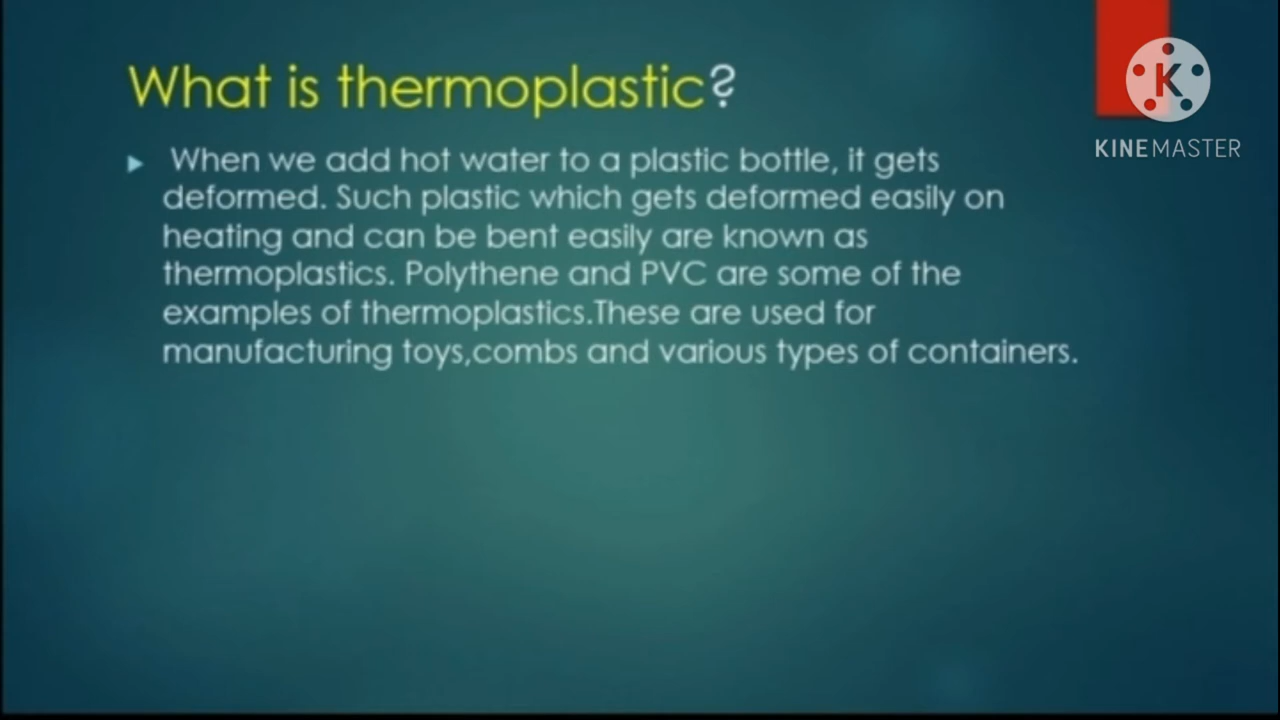 What is thermoplastic?
When we add hot water to a plastic bottle, it gets
deformed. Such plastic which gets deformed easily on
heating and can be bent easily are known as
thermoplastics. Polythene and PVC are some of the
examples of thermoplastics.These are used for
manufacturing toys,combs and various types of containers.
K
KINEMASTER